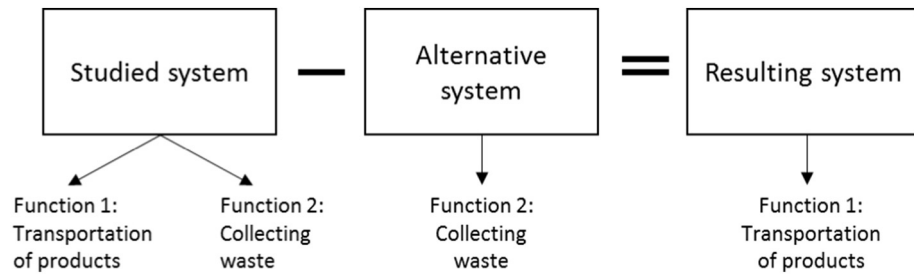 Studied system
Alternative
system
Resulting system
Function 1:
Transportation
of products
Function 2:
Collecting
waste
Function 2:
Collecting
waste
Function 1:
Transportation
of products